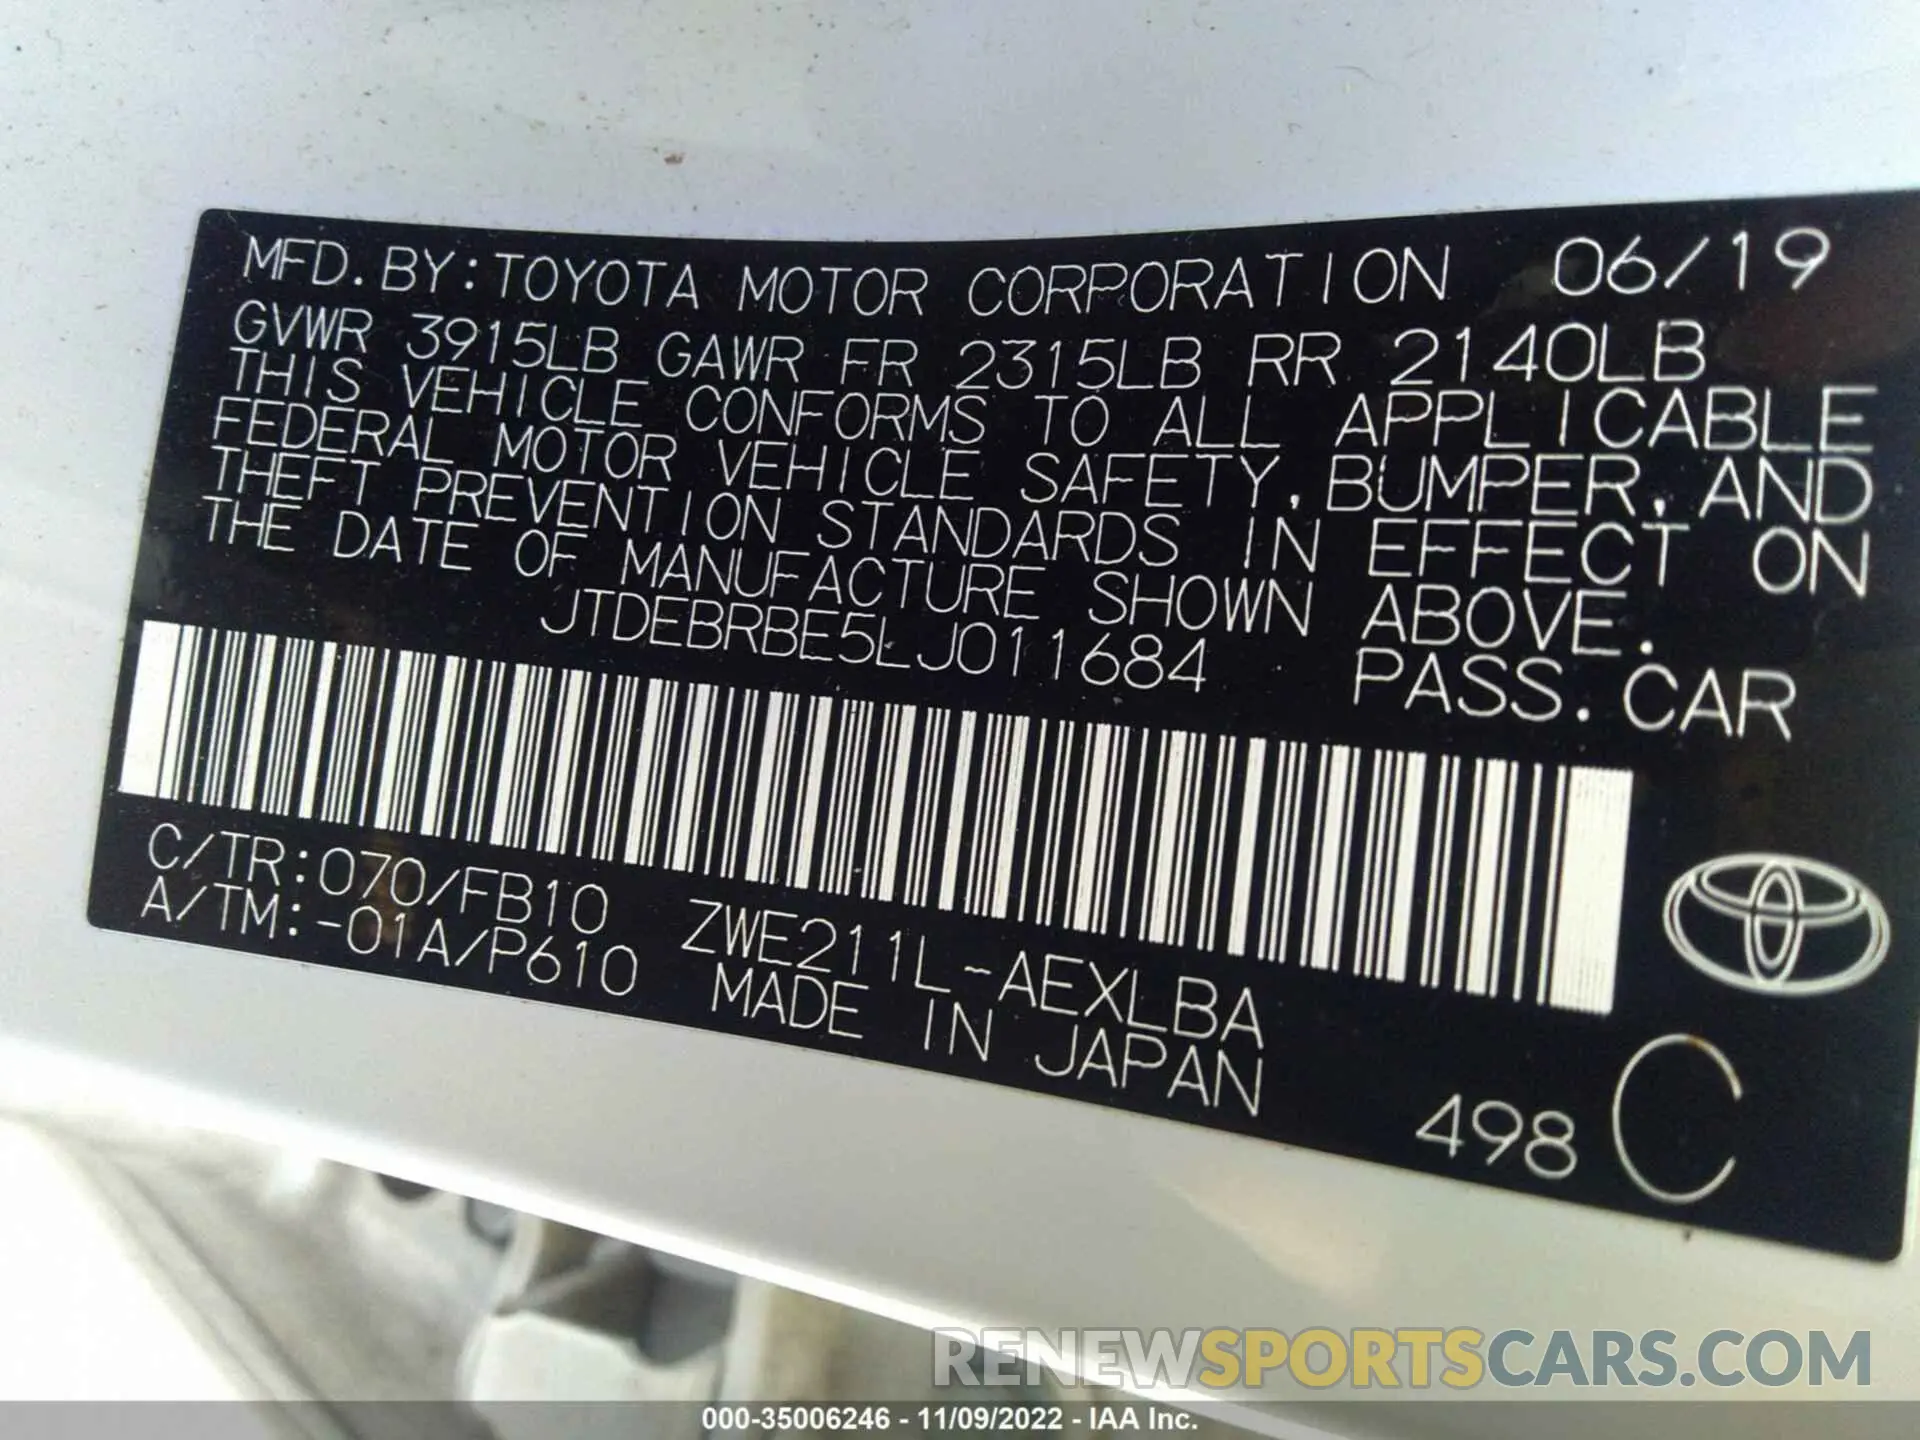 MFD. BY: TOYOTA MOTOR CORPORATION 06/19
GVWR 3915LB GAWR FR 2315LB RR 2140LB
THIS VEHICLE CONFORMS TO ALL APPLICABLE
FEDERAL MOTOR VEHICLE SAFETY, BUMPER, AND
THEFT PREVENTION STANDARDS IN EFFECT ON
THE DATE OF MANUFACTURE SHOWN ABOVE.
JTDEBRBE5LJ011684 PASS. CAR
C/TR: 070/FB10 ZWE211L-AEXLBA
A/TM: -01A/P610 MADE IN JAPAN
498 C
RENEWSPORTSCARS.COM
000-35006246 - 11/09/2022 - IAA Inc.